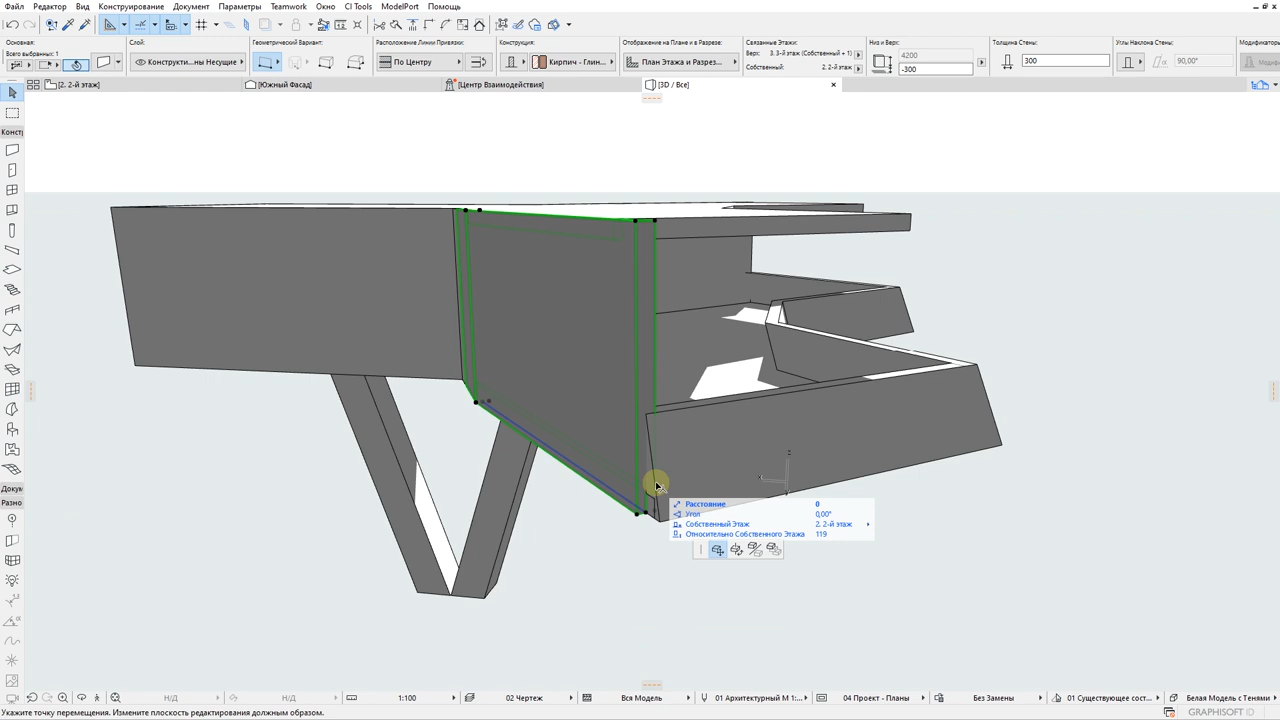 Файл Редактор Вид Конструирование Документ Параметры Teamwork Окно CI Tools ModelPort Помощь
Основная: Слой: Геометрический Вариант: Расположение Линии Привязки: Конструкция: Отображение на Плане и в Разрезе: Связанные Этажи: Низ и Верх: Толщина Стены: Углы Наклона Стены: Модификатор
Всего выбранных: 1
Верх: 3. 3-й этаж (Собственный + 1)
4200
Конструкти...ны Несущие По Центру Кирпич - Глин... План Этажа и Разрез... 300 90,00°
Собственный: 2. 2-й этаж
-300
[2. 2-й этаж] [Южный Фасад] [Центр Взаимодействия] [3D / Все]
Конст
Расстояние 0
Угол 0,00°
Собственный Этаж 2. 2-й этаж
Относительно Собственного Этажа 119
Докум
Разно
Н/Д Н/Д 1:100 02 Чертеж Вся Модель 01 Архитектурный М 1:... 04 Проект - Планы Без Замены 01 Существующее сост... Белая Модель с Тенями
Укажите точку перемещения. Измените плоскость редактирования должным образом. GRAPHISOFT ID